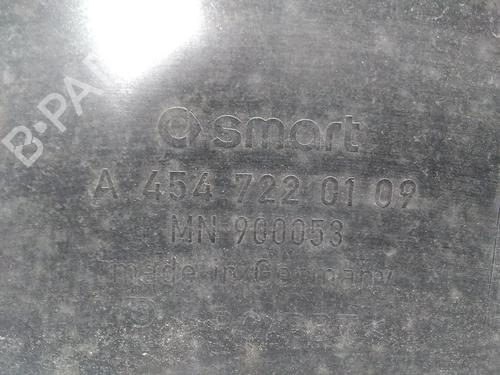 B-PA
smart
A 454 722 01 09
MN 900053
made in Germany